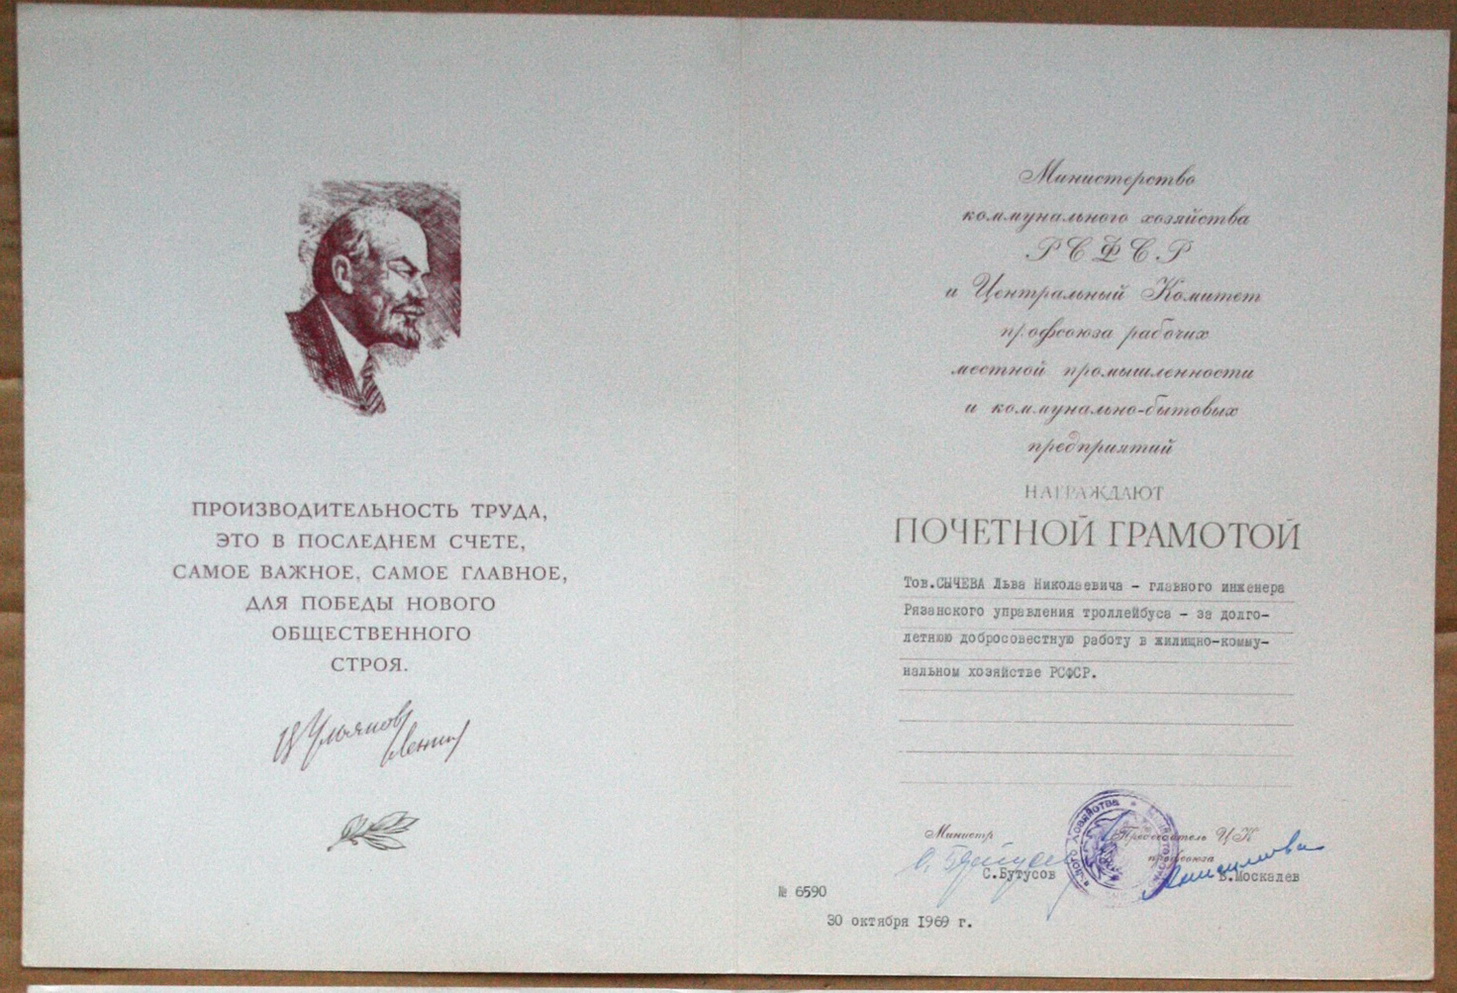 ПРОИЗВОДИТЕЛЬНОСТЬ ТРУДА,
ЭТО В ПОСЛЕДНЕМ СЧЕТЕ,
САМОЕ ВАЖНОЕ, САМОЕ ГЛАВНОЕ,
ДЛЯ ПОБЕДЫ НОВОГО
ОБЩЕСТВЕННОГО
СТРОЯ.
В Ульянов
Ленин
Министерство
коммунального хозяйства
РСФСР
и Центральный Комитет
профсоюза рабочих
местной промышленности
и коммунально-бытовых
предприятий
НАГРАЖДАЮТ
ПОЧЕТНОЙ ГРАМОТОЙ
Тов.СЫЧЕВА Льва Николаевича - главного инженера
Рязанского управления троллейбуса - за долго-
летнюю добросовестную работу в жилищно-комму-
нальном хозяйстве РСФСР.
Министр
Председатель ЦК
профсоюза
С.Бутусов
В.Москалев
№ 6590
30 октября 1969 г.